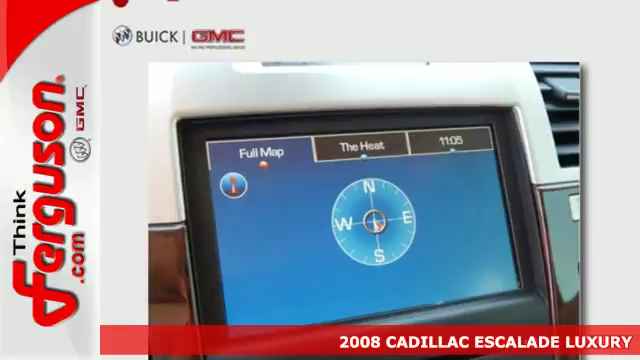 BUICK | GMC
Think
Ferguson.com
GMC
Full Map
The Heat
11:05
N
W
E
S
2008 CADILLAC ESCALADE LUXURY